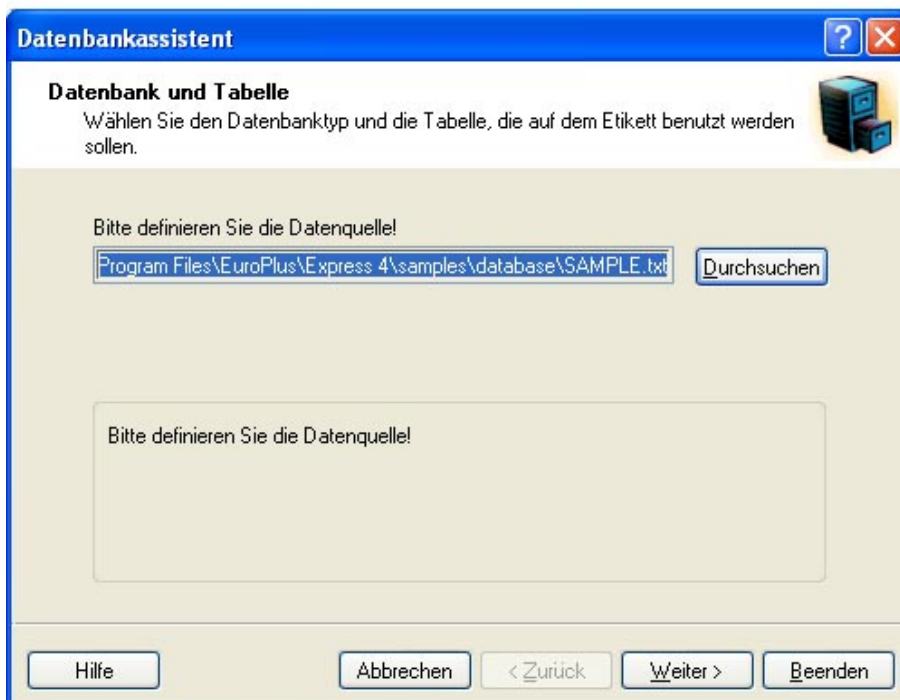 Datenbankassistent
Datenbank und Tabelle
Wählen Sie den Datenbanktyp und die Tabelle, die auf dem Etikett benutzt werden
sollen.
Bitte definieren Sie die Datenquelle!
Program Files\EuroPlus\Express 4\samples\database\SAMPLE.txt
Durchsuchen
Bitte definieren Sie die Datenquelle!
Hilfe
Abbrechen
< Zurück
Weiter >
Beenden